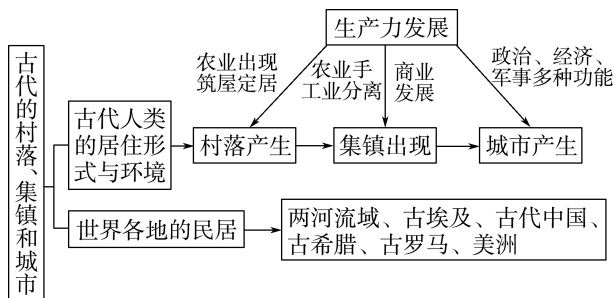 生产力发展
农业出现
筑屋定居
农业手
工业分离
商业
发展
政治、经济、
军事多种功能
古代的村落、集镇和城市
古代人类
的居住形
式与环境
村落产生
集镇出现
城市产生
世界各地的民居
两河流域、古埃及、古代中国、
古希腊、古罗马、美洲